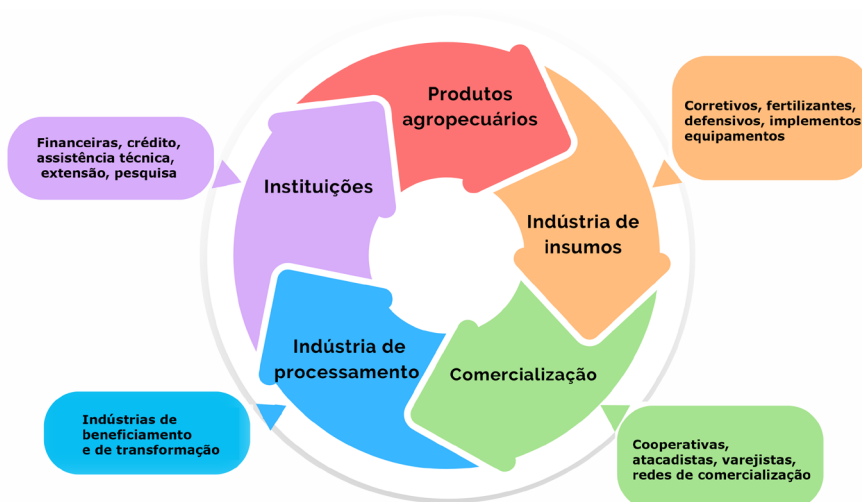 Produtos
agropecuários
Corretivos, fertilizantes,
defensivos, implementos
equipamentos
Financeiras, crédito,
assistência técnica,
extensão, pesquisa
Instituições
Indústria de
insumos
Indústria de
processamento
Comercialização
Indústrias de
beneficiamento
e de transformação
Cooperativas,
atacadistas, varejistas,
redes de comercialização